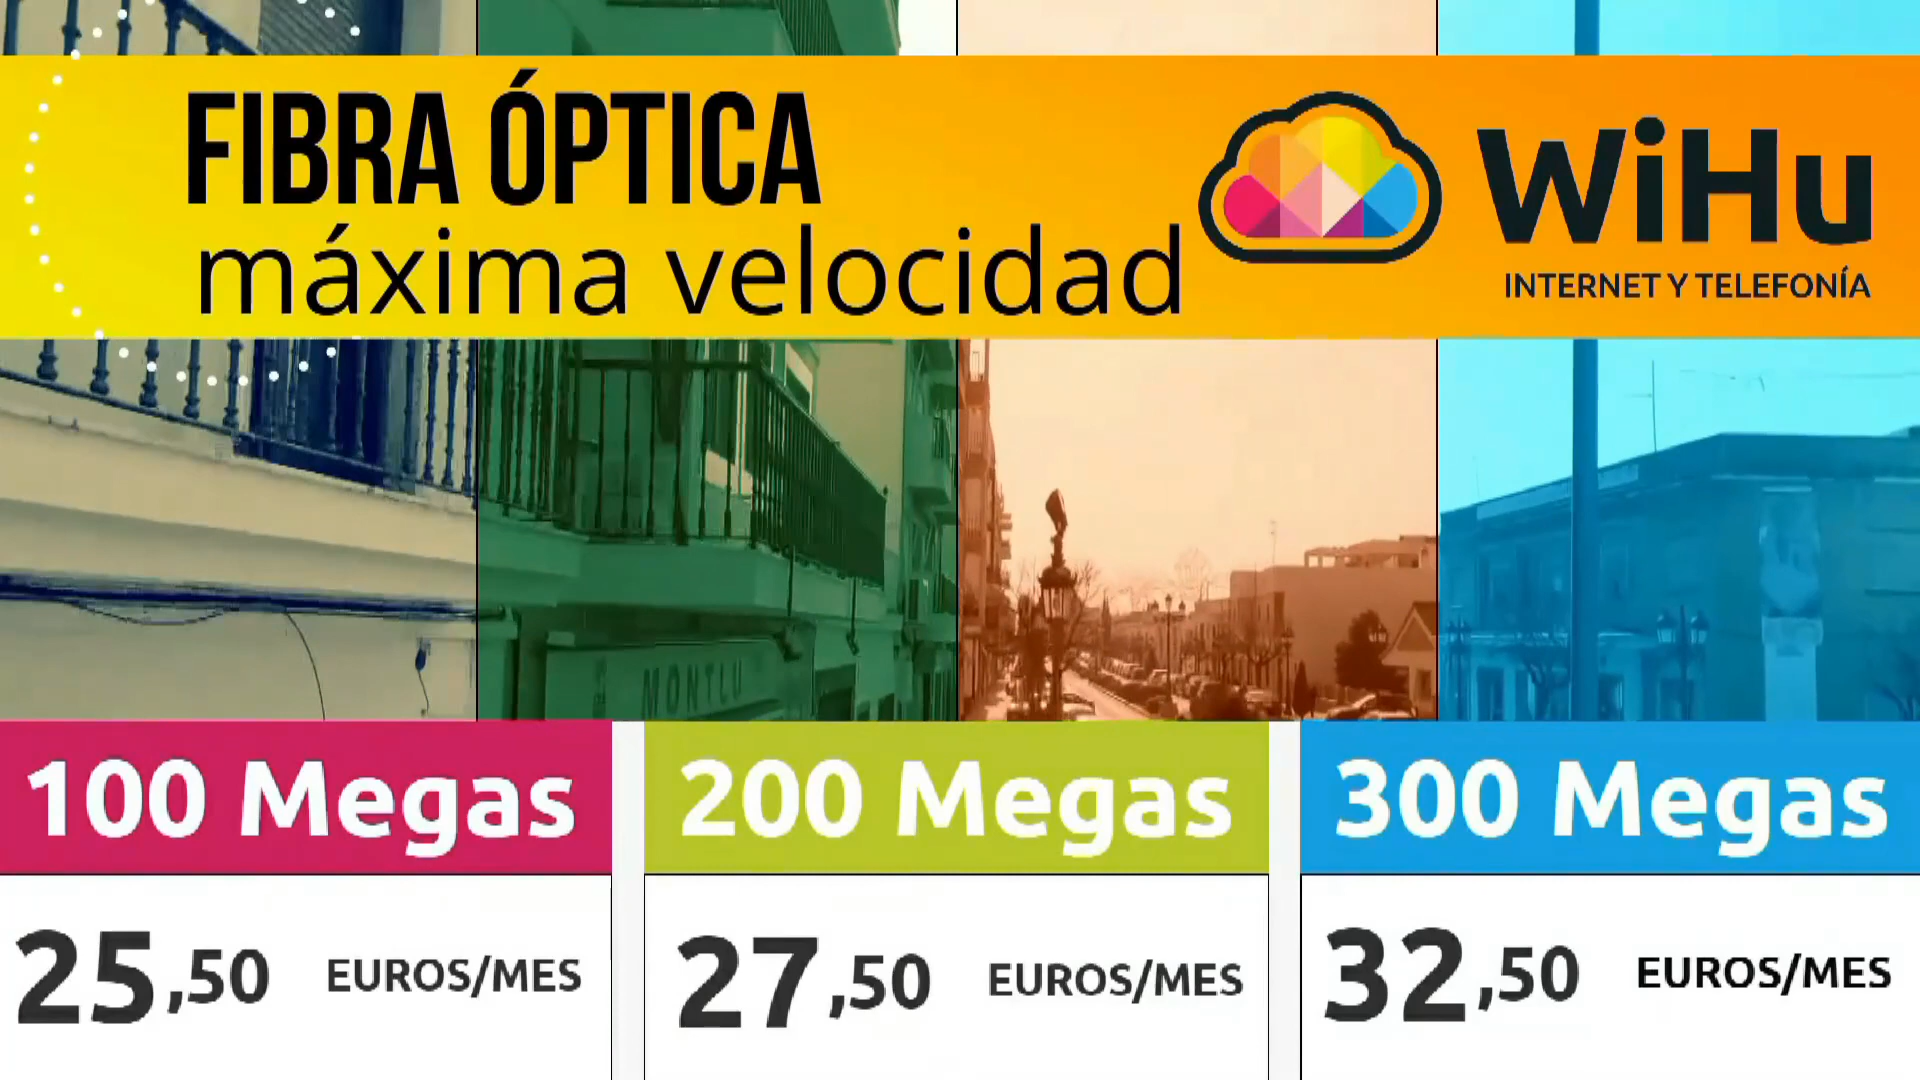 FIBRA ÓPTICA
máxima velocidad
WiHu
INTERNET Y TELEFONÍA
MONTLU
100 Megas
200 Megas
300 Megas
25,50 EUROS/MES
27,50 EUROS/MES
32,50 EUROS/MES